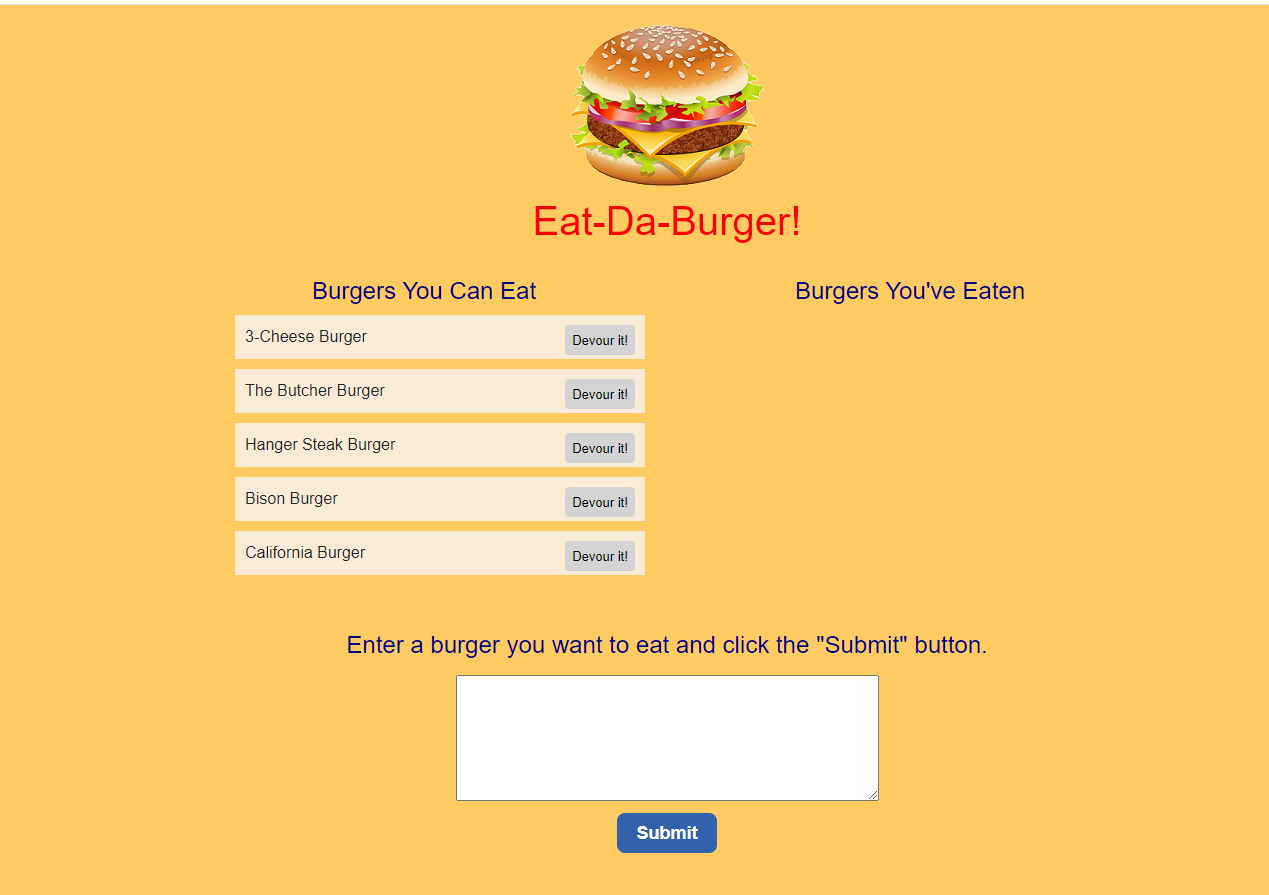 Eat-Da-Burger!
Burgers You Can Eat
3-Cheese Burger Devour it!
The Butcher Burger Devour it!
Hanger Steak Burger Devour it!
Bison Burger Devour it!
California Burger Devour it!
Burgers You've Eaten
Enter a burger you want to eat and click the "Submit" button.
Submit